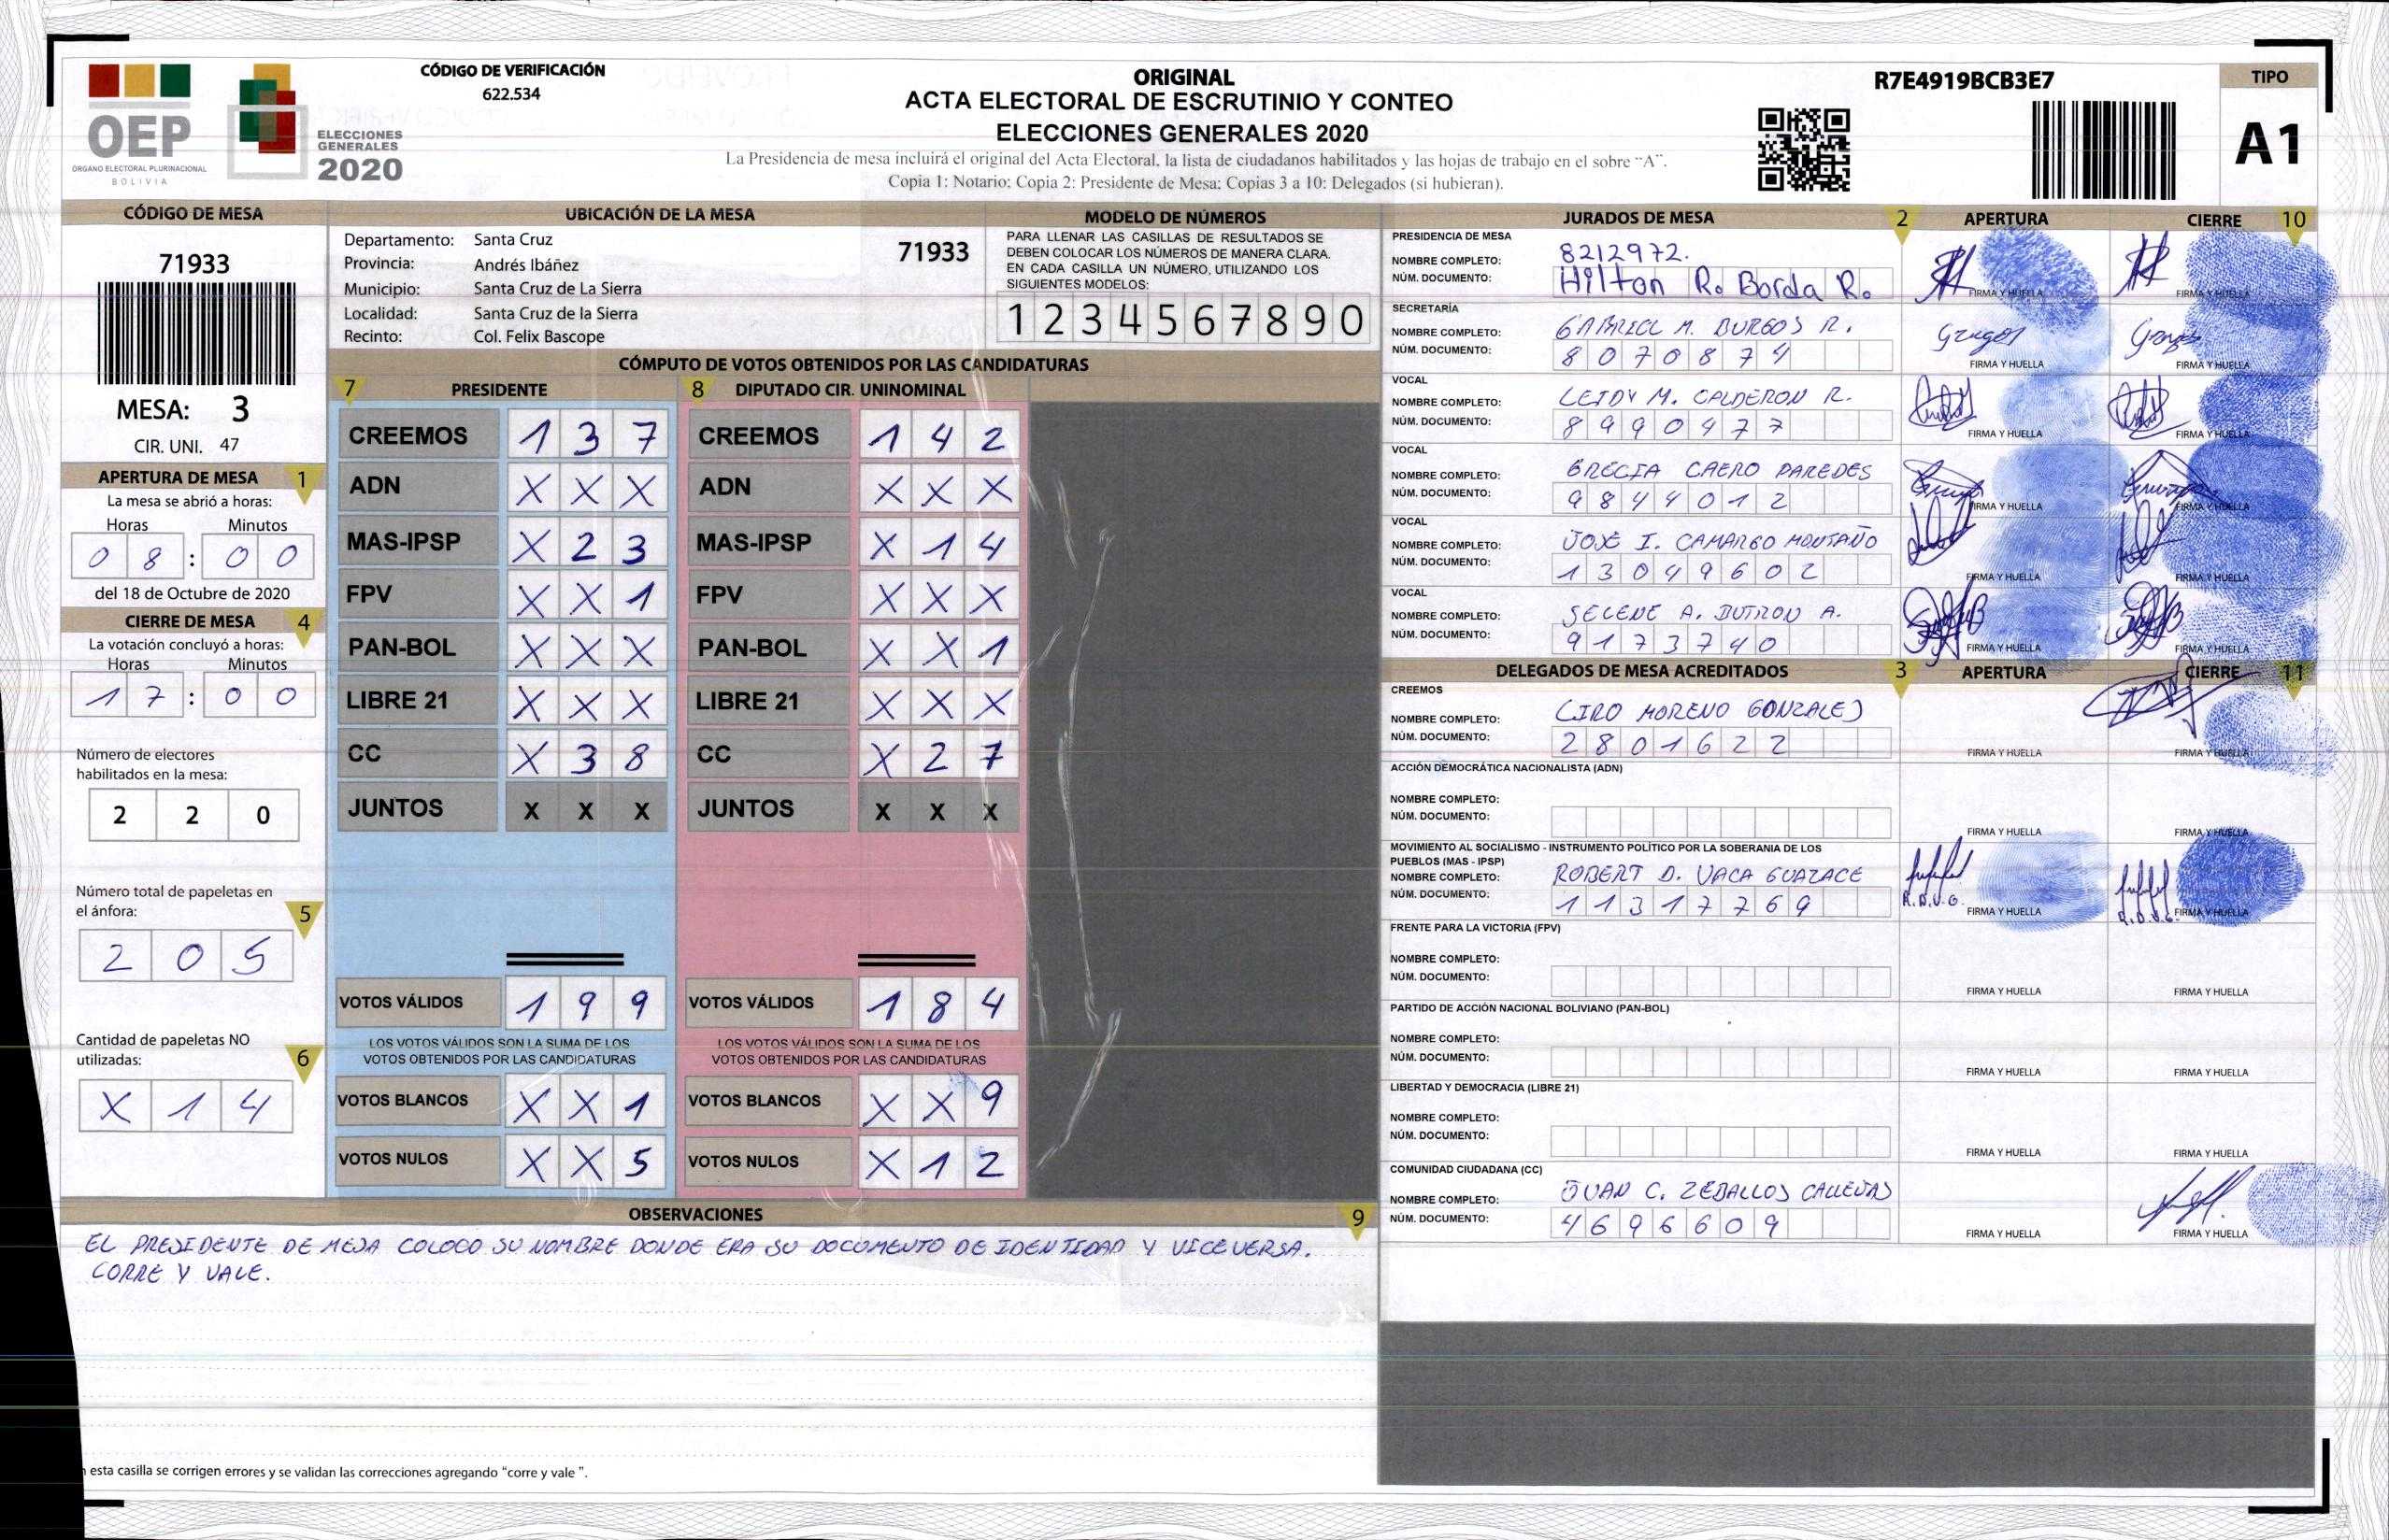 OEP
ORGANO ELECTORAL PLURINACIONAL
BOLIVIA
ELECCIONES
GENERALES
2020
CÓDIGO DE VERIFICACIÓN
622.534
ORIGINAL
ACTA ELECTORAL DE ESCRUTINIO Y CONTEO
ELECCIONES GENERALES 2020
La Presidencia de mesa incluirá el original del Acta Electoral, la lista de ciudadanos habilitados y las hojas de trabajo en el sobre “A”.
Copia 1: Notario; Copia 2: Presidente de Mesa; Copias 3 a 10: Delegados (si hubieran).
R7E4919BCB3E7
TIPO
A1
CÓDIGO DE MESA
71933
MESA: 3
CIR. UNI. 47
APERTURA DE MESA 1
La mesa se abrió a horas:
Horas Minutos
0 8 : 0 0
del 18 de Octubre de 2020
CIERRE DE MESA 4
La votación concluyó a horas:
Horas Minutos
1 7 : 0 0
Número de electores
habilitados en la mesa:
2 2 0
Número total de papeletas en
el ánfora: 5
2 0 5
Cantidad de papeletas NO
utilizadas: 6
X 1 4
UBICACIÓN DE LA MESA
Departamento: Santa Cruz
Provincia: Andrés Ibáñez
Municipio: Santa Cruz de La Sierra
Localidad: Santa Cruz de la Sierra
Recinto: Col. Felix Bascope
71933
MODELO DE NÚMEROS
PARA LLENAR LAS CASILLAS DE RESULTADOS SE
DEBEN COLOCAR LOS NÚMEROS DE MANERA CLARA.
EN CADA CASILLA UN NÚMERO, UTILIZANDO LOS
SIGUIENTES MODELOS:
1 2 3 4 5 6 7 8 9 0
CÓMPUTO DE VOTOS OBTENIDOS POR LAS CANDIDATURAS
7 PRESIDENTE
CREEMOS 1 3 7
ADN X X X
MAS-IPSP X 2 3
FPV X X 1
PAN-BOL X X X
LIBRE 21 X X X
CC X 3 8
JUNTOS X X X
VOTOS VÁLIDOS 1 9 9
LOS VOTOS VÁLIDOS SON LA SUMA DE LOS
VOTOS OBTENIDOS POR LAS CANDIDATURAS
VOTOS BLANCOS X X 1
VOTOS NULOS X X 5
8 DIPUTADO CIR. UNINOMINAL
CREEMOS 1 4 2
ADN X X X
MAS-IPSP X 1 4
FPV X X X
PAN-BOL X X 1
LIBRE 21 X X X
CC X 2 7
JUNTOS X X X
VOTOS VÁLIDOS 1 8 4
LOS VOTOS VÁLIDOS SON LA SUMA DE LOS
VOTOS OBTENIDOS POR LAS CANDIDATURAS
VOTOS BLANCOS X X 9
VOTOS NULOS X 1 2
OBSERVACIONES 9
EL PRESIDENTE DE MESA COLOCO SU NOMBRE DONDE ERA SU DOCUMENTO DE IDENTIDAD Y VICEVERSA.
CORRE Y VALE.
esta casilla se corrigen errores y se validan las correcciones agregando “corre y vale ”.
JURADOS DE MESA 2 APERTURA CIERRE 10
PRESIDENCIA DE MESA
NOMBRE COMPLETO: 8212972.
NÚM. DOCUMENTO: Hilton R. Borda R.
FIRMA Y HUELLA FIRMA Y HUELLA
SECRETARÍA
NOMBRE COMPLETO: GABRIEL M. BURGOS R.
NÚM. DOCUMENTO: 8 0 7 0 8 7 4
FIRMA Y HUELLA FIRMA Y HUELLA
VOCAL
NOMBRE COMPLETO: LEIDY M. CALDERON R.
NÚM. DOCUMENTO: 8 9 9 0 4 7 7
FIRMA Y HUELLA FIRMA Y HUELLA
VOCAL
NOMBRE COMPLETO: GRECIA CAERO PAREDES
NÚM. DOCUMENTO: 9 8 4 4 0 1 2
FIRMA Y HUELLA FIRMA Y HUELLA
VOCAL
NOMBRE COMPLETO: JOSE I. CAMARGO MONTAÑO
NÚM. DOCUMENTO: 1 3 0 4 9 6 0 2
FIRMA Y HUELLA FIRMA Y HUELLA
VOCAL
NOMBRE COMPLETO: SELENE A. BUTRON A.
NÚM. DOCUMENTO: 9 1 7 3 7 4 0
FIRMA Y HUELLA FIRMA Y HUELLA
DELEGADOS DE MESA ACREDITADOS 3 APERTURA CIERRE 11
CREEMOS
NOMBRE COMPLETO: CIRO MORENO GONZALES
NÚM. DOCUMENTO: 2 8 0 1 6 2 2
FIRMA Y HUELLA FIRMA Y HUELLA
ACCIÓN DEMOCRÁTICA NACIONALISTA (ADN)
NOMBRE COMPLETO:
NÚM. DOCUMENTO:
FIRMA Y HUELLA FIRMA Y HUELLA
MOVIMIENTO AL SOCIALISMO - INSTRUMENTO POLÍTICO POR LA SOBERANIA DE LOS
PUEBLOS (MAS - IPSP)
NOMBRE COMPLETO: ROBERT D. VACA GUAZACE
NÚM. DOCUMENTO: 1 1 3 1 7 7 6 9
R.D.V.G. FIRMA Y HUELLA R.D.V.G. FIRMA Y HUELLA
FRENTE PARA LA VICTORIA (FPV)
NOMBRE COMPLETO:
NÚM. DOCUMENTO:
FIRMA Y HUELLA FIRMA Y HUELLA
PARTIDO DE ACCIÓN NACIONAL BOLIVIANO (PAN-BOL)
NOMBRE COMPLETO:
NÚM. DOCUMENTO:
FIRMA Y HUELLA FIRMA Y HUELLA
LIBERTAD Y DEMOCRACIA (LIBRE 21)
NOMBRE COMPLETO:
NÚM. DOCUMENTO:
FIRMA Y HUELLA FIRMA Y HUELLA
COMUNIDAD CIUDADANA (CC)
NOMBRE COMPLETO: JUAN C. ZEBALLOS CALLEJAS
NÚM. DOCUMENTO: 4 6 9 6 6 0 9
FIRMA Y HUELLA FIRMA Y HUELLA